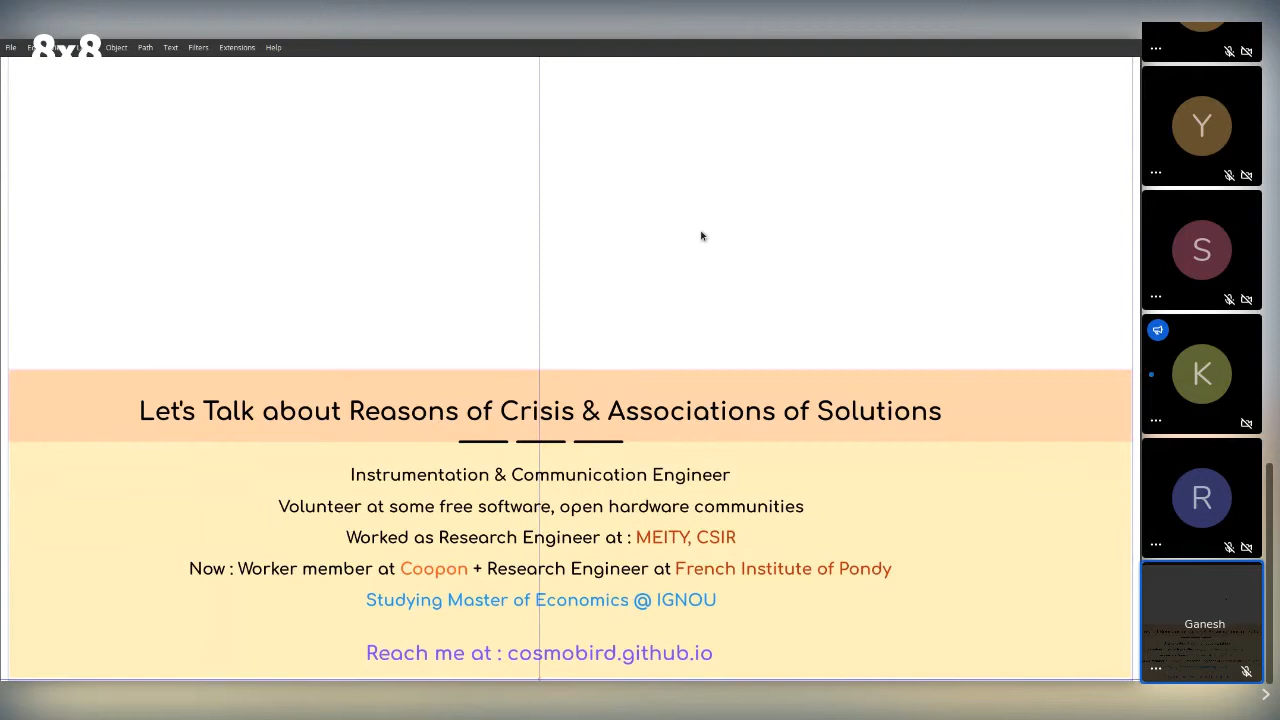 8x8
File
Object Path Text Filters Extensions Help
Y
S
K
R
Ganesh
Let's Talk about Reasons of Crisis & Associations of Solutions
Instrumentation & Communication Engineer
Volunteer at some free software, open hardware communities
Worked as Research Engineer at : MEITY, CSIR
Now : Worker member at Coopon + Research Engineer at French Institute of Pondy
Studying Master of Economics @ IGNOU
Reach me at : cosmobird.github.io